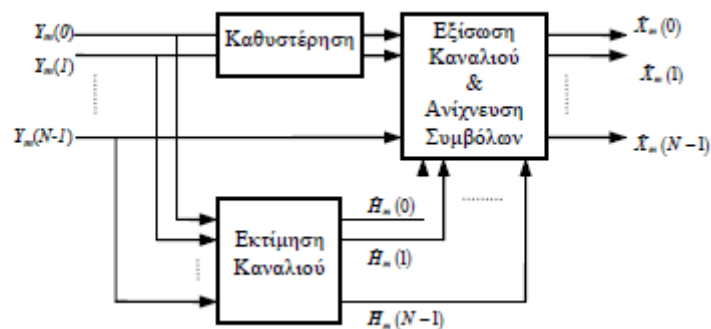 Y_m(0)
Y_m(1)
Y_m(N-1)
Καθυστέρηση
Εξίσωση
Καναλιού
&
Ανίχνευση
Συμβόλων
X̂_m(0)
X̂_m(1)
X̂_m(N−1)
Εκτίμηση
Καναλιού
Ĥ_m(0)
Ĥ_m(1)
H_m(N−1)